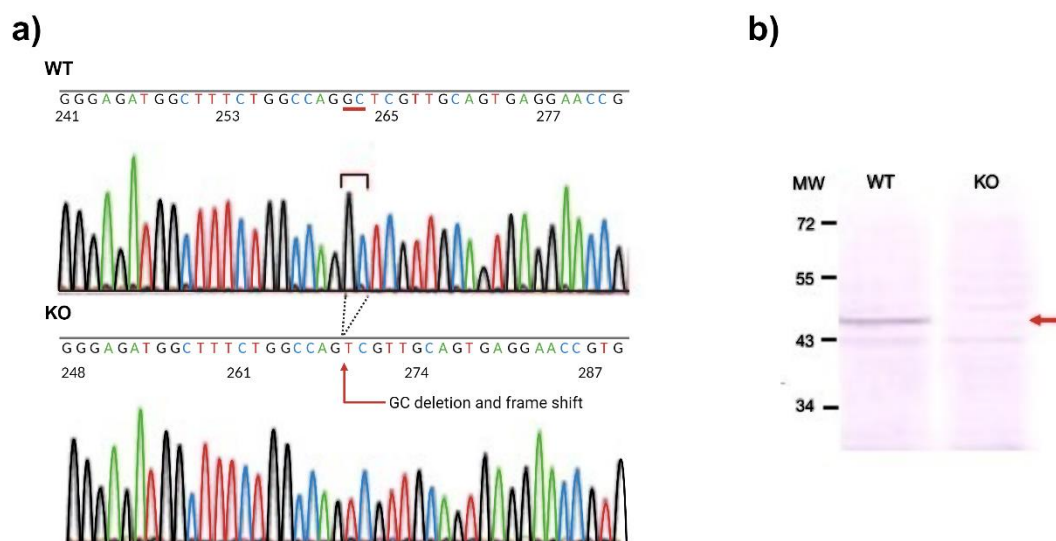 a)
WT
GGGAGATGGCTTTCTGGCCAGGCTCGTTGCAGTGAGGAACCG
241 253 265 277
KO
GGGAGATGGCTTTCTGGCCAGTCGTTGCAGTGAGGAACCGTG
248 261 274 287
GC deletion and frame shift
b)
MW WT KO
72
55
43
34